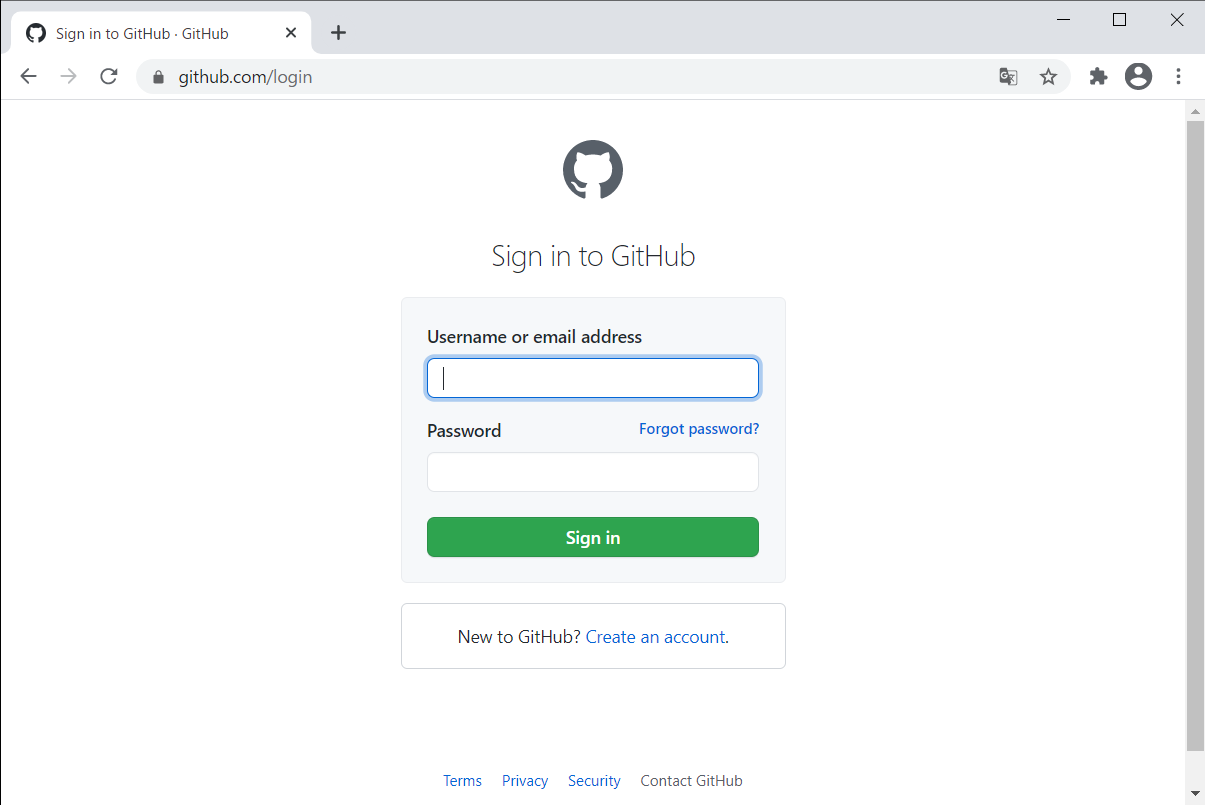 Sign in to GitHub · GitHub
github.com/login
Sign in to GitHub
Username or email address
Password Forgot password?
Sign in
New to GitHub? Create an account.
Terms Privacy Security Contact GitHub